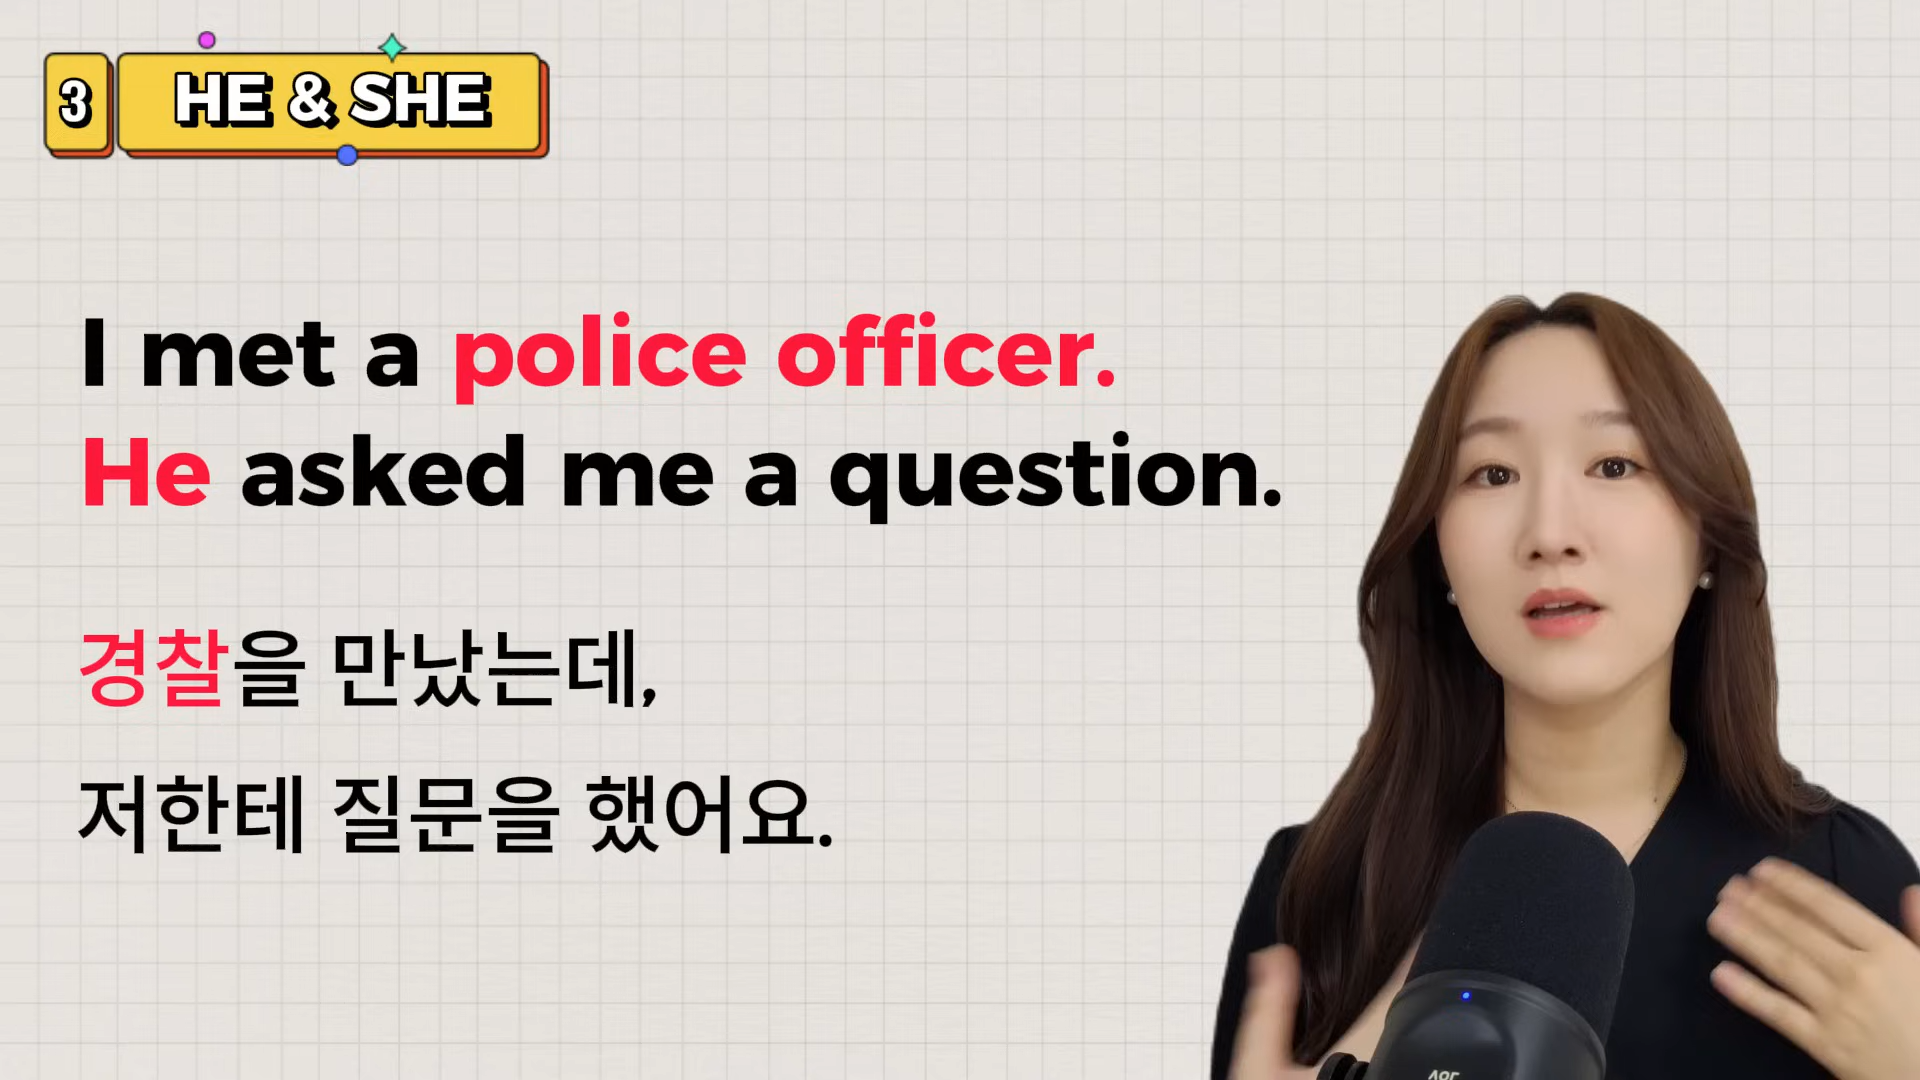 3 HE & SHE
I met a police officer.
He asked me a question.
경찰을 만났는데,
저한테 질문을 했어요.